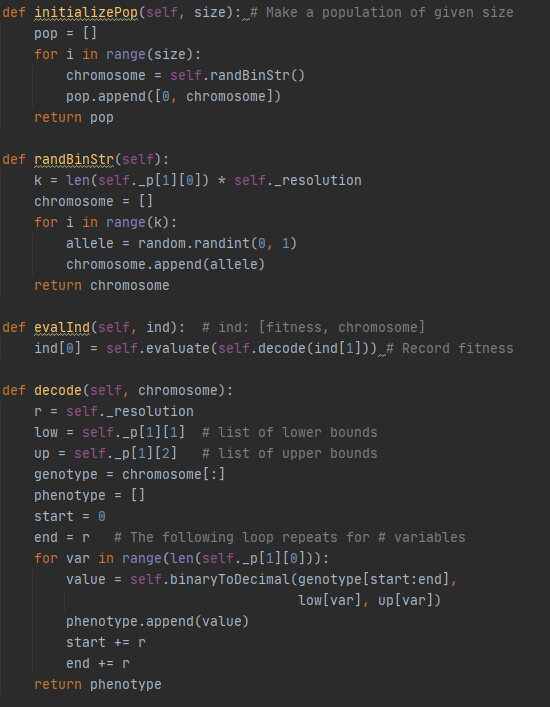 def initializePop(self, size): # Make a population of given size
    pop = []
    for i in range(size):
        chromosome = self.randBinStr()
        pop.append([0, chromosome])
    return pop

def randBinStr(self):
    k = len(self._p[1][0]) * self._resolution
    chromosome = []
    for i in range(k):
        allele = random.randint(0, 1)
        chromosome.append(allele)
    return chromosome

def evalInd(self, ind):  # ind: [fitness, chromosome]
    ind[0] = self.evaluate(self.decode(ind[1])) # Record fitness

def decode(self, chromosome):
    r = self._resolution
    low = self._p[1][1]  # list of lower bounds
    up = self._p[1][2]   # list of upper bounds
    genotype = chromosome[:]
    phenotype = []
    start = 0
    end = r   # The following loop repeats for # variables
    for var in range(len(self._p[1][0])):
        value = self.binaryToDecimal(genotype[start:end],
                                     low[var], up[var])
        phenotype.append(value)
        start += r
        end += r
    return phenotype